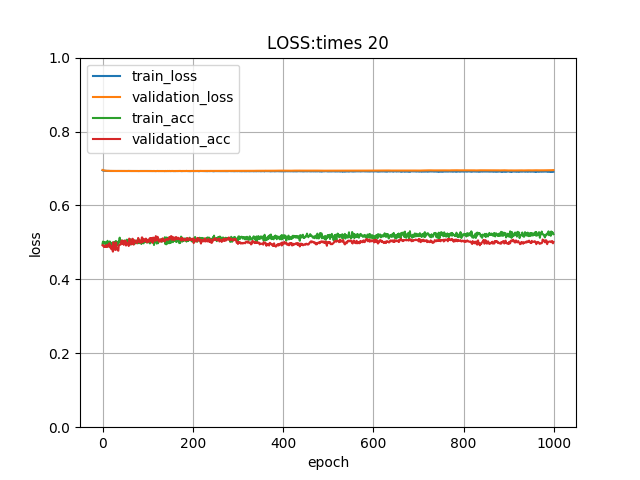 LOSS:times 20
1.0
0.8
0.6
0.4
0.2
0.0
loss
train_loss
validation_loss
train_acc
validation_acc
0 200 400 600 800 1000
epoch